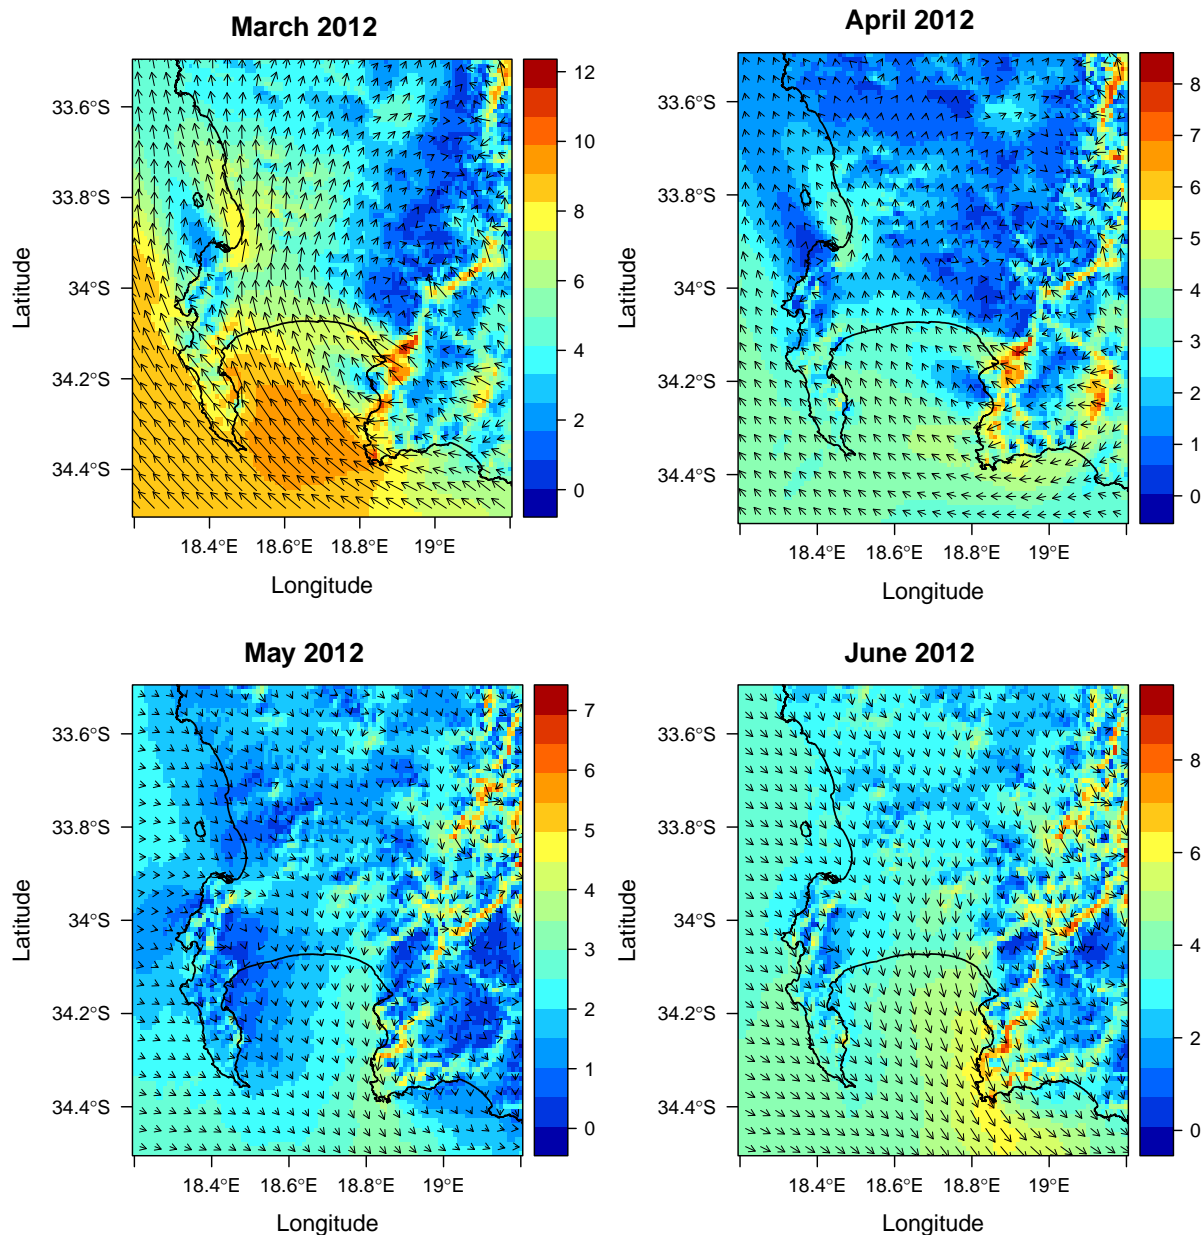 March 2012
33.6°S
33.8°S
34°S
34.2°S
34.4°S
Latitude
18.4°E 18.6°E 18.8°E 19°E
Longitude
12
10
8
6
4
2
0
April 2012
33.6°S
33.8°S
34°S
34.2°S
34.4°S
Latitude
18.4°E 18.6°E 18.8°E 19°E
Longitude
8
7
6
5
4
3
2
1
0
May 2012
33.6°S
33.8°S
34°S
34.2°S
34.4°S
Latitude
18.4°E 18.6°E 18.8°E 19°E
Longitude
7
6
5
4
3
2
1
0
June 2012
33.6°S
33.8°S
34°S
34.2°S
34.4°S
Latitude
18.4°E 18.6°E 18.8°E 19°E
Longitude
8
6
4
2
0